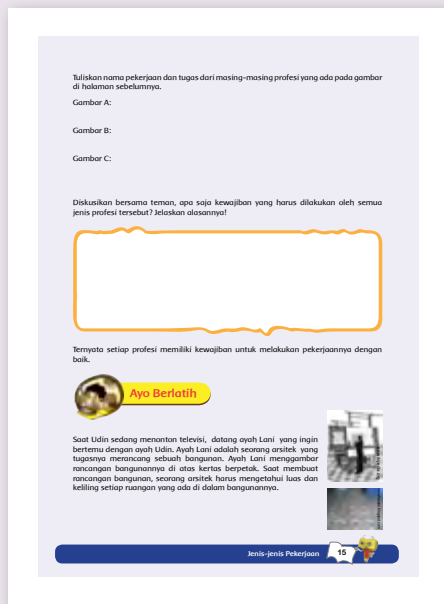 Tuliskan nama pekerjaan dan tugas dari masing-masing profesi yang ada pada gambar
di halaman sebelumnya.
Gambar A:
Gambar B:
Gambar C:
Diskusikan bersama teman, apa saja kewajiban yang harus dilakukan oleh semua
jenis profesi tersebut? Jelaskan alasannya!
Ternyata setiap profesi memiliki kewajiban untuk melakukan pekerjaannya dengan
baik.
Ayo Berlatih
Saat Udin sedang menonton televisi, datang ayah Lani yang ingin
bertemu dengan ayah Udin. Ayah Lani adalah seorang arsitek yang
tugasnya merancang sebuah bangunan. Ayah Lani menggambar
rancangan bangunannya di atas kertas berpetak. Saat membuat
rancangan bangunan, seorang arsitek harus mengetahui luas dan
keliling setiap ruangan yang ada di dalam bangunannya.
Jenis-jenis Pekerjaan
15